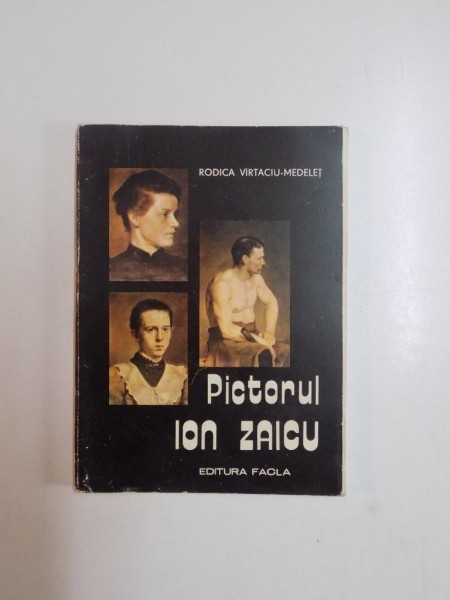 RODICA VÎRTACIU-MEDELEȚ
Pictorul
ION ZAICU
EDITURA FACLA